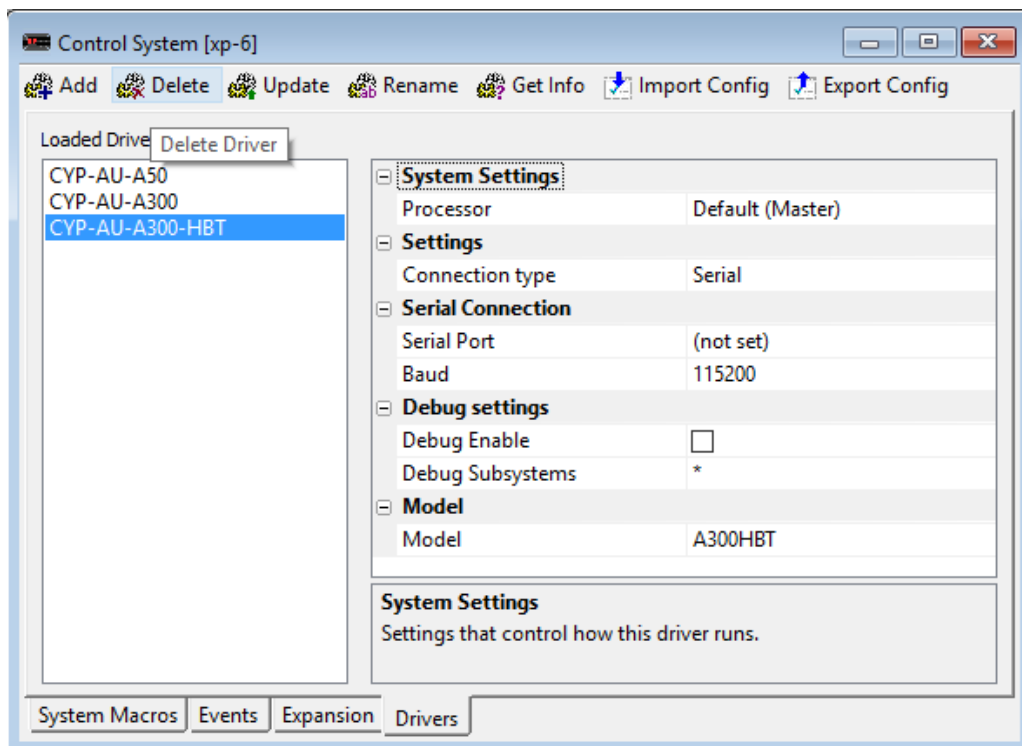 Control System [xp-6]
Add Delete Update Rename Get Info Import Config Export Config
Loaded Drive
Delete Driver
CYP-AU-A50
CYP-AU-A300
CYP-AU-A300-HBT
System Settings
Processor Default (Master)
Settings
Connection type Serial
Serial Connection
Serial Port (not set)
Baud 115200
Debug settings
Debug Enable
Debug Subsystems *
Model
Model A300HBT
System Settings
Settings that control how this driver runs.
System Macros Events Expansion Drivers